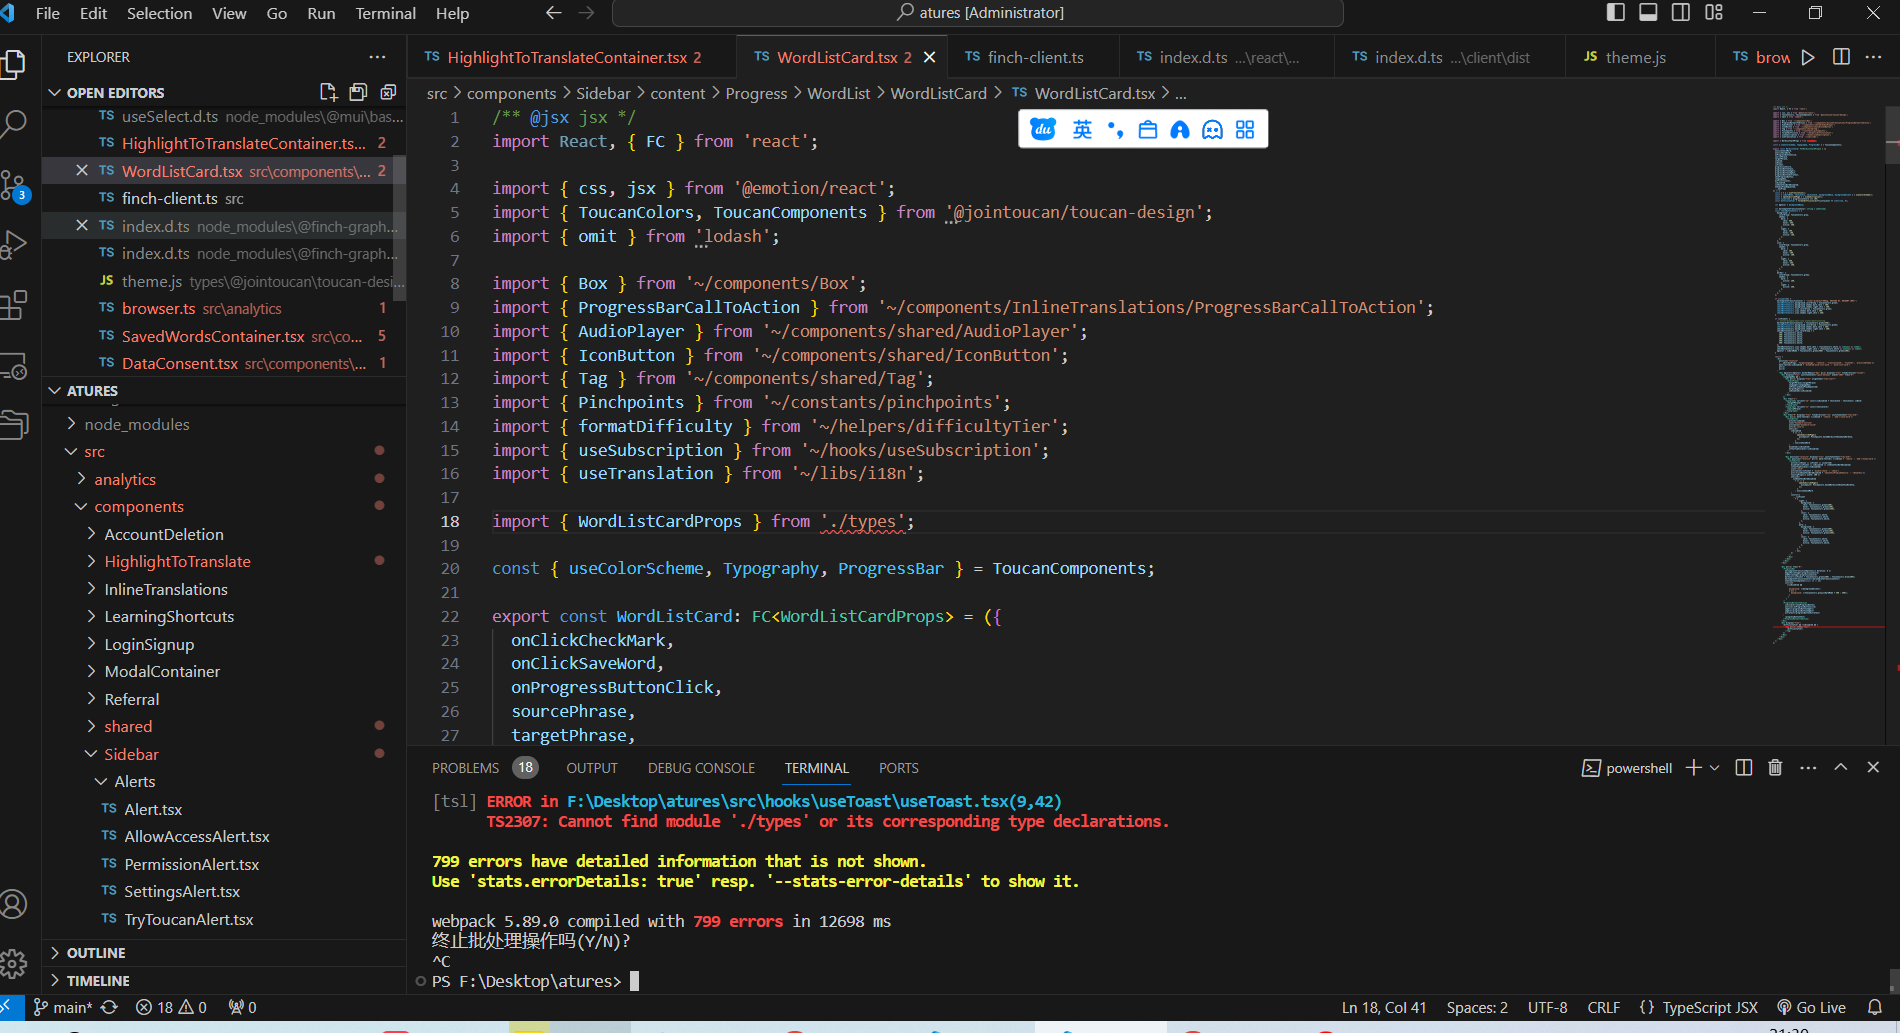 File Edit Selection View Go Run Terminal Help
atures [Administrator]
EXPLORER
OPEN EDITORS
TS useSelect.d.ts node_modules\@mui\bas...
TS HighlightToTranslateContainer.ts... 2
TS WordListCard.tsx src\components\... 2
TS finch-client.ts src
TS index.d.ts node_modules\@finch-graph...
TS index.d.ts node_modules\@finch-graph...
JS theme.js types\@jointoucan\toucan-desi...
TS browser.ts src\analytics 1
TS SavedWordsContainer.tsx src\co... 5
TS DataConsent.tsx src\components\... 1
ATURES
node_modules
src
analytics
components
AccountDeletion
HighlightToTranslate
InlineTranslations
LearningShortcuts
LoginSignup
ModalContainer
Referral
shared
Sidebar
Alerts
TS Alert.tsx
TS AllowAccessAlert.tsx
TS PermissionAlert.tsx
TS SettingsAlert.tsx
TS TryToucanAlert.tsx
OUTLINE
TIMELINE
3
TS HighlightToTranslateContainer.tsx 2
TS WordListCard.tsx 2
TS finch-client.ts
TS index.d.ts ...\react\...
TS index.d.ts ...\client\dist
JS theme.js
TS brow
src > components > Sidebar > content > Progress > WordList > WordListCard > TS WordListCard.tsx > ...
du 英
1 /** @jsx jsx */
2 import React, { FC } from 'react';
3
4 import { css, jsx } from '@emotion/react';
5 import { ToucanColors, ToucanComponents } from '@jointoucan/toucan-design';
6 import { omit } from 'lodash';
7
8 import { Box } from '~/components/Box';
9 import { ProgressBarCallToAction } from '~/components/InlineTranslations/ProgressBarCallToAction';
10 import { AudioPlayer } from '~/components/shared/AudioPlayer';
11 import { IconButton } from '~/components/shared/IconButton';
12 import { Tag } from '~/components/shared/Tag';
13 import { Pinchpoints } from '~/constants/pinchpoints';
14 import { formatDifficulty } from '~/helpers/difficultyTier';
15 import { useSubscription } from '~/hooks/useSubscription';
16 import { useTranslation } from '~/libs/i18n';
17
18 import { WordListCardProps } from './types';
19
20 const { useColorScheme, Typography, ProgressBar } = ToucanComponents;
21
22 export const WordListCard: FC<WordListCardProps> = ({
23 onClickCheckMark,
24 onClickSaveWord,
25 onProgressButtonClick,
26 sourcePhrase,
27 targetPhrase,
PROBLEMS 18 OUTPUT DEBUG CONSOLE TERMINAL PORTS
powershell
[tsl] ERROR in F:\Desktop\atures\src\hooks\useToast\useToast.tsx(9,42)
TS2307: Cannot find module './types' or its corresponding type declarations.
799 errors have detailed information that is not shown.
Use 'stats.errorDetails: true' resp. '--stats-error-details' to show it.
webpack 5.89.0 compiled with 799 errors in 12698 ms
终止批处理操作吗(Y/N)?
^C
PS F:\Desktop\atures>
main* 18 0 0
Ln 18, Col 41 Spaces: 2 UTF-8 CRLF {} TypeScript JSX Go Live